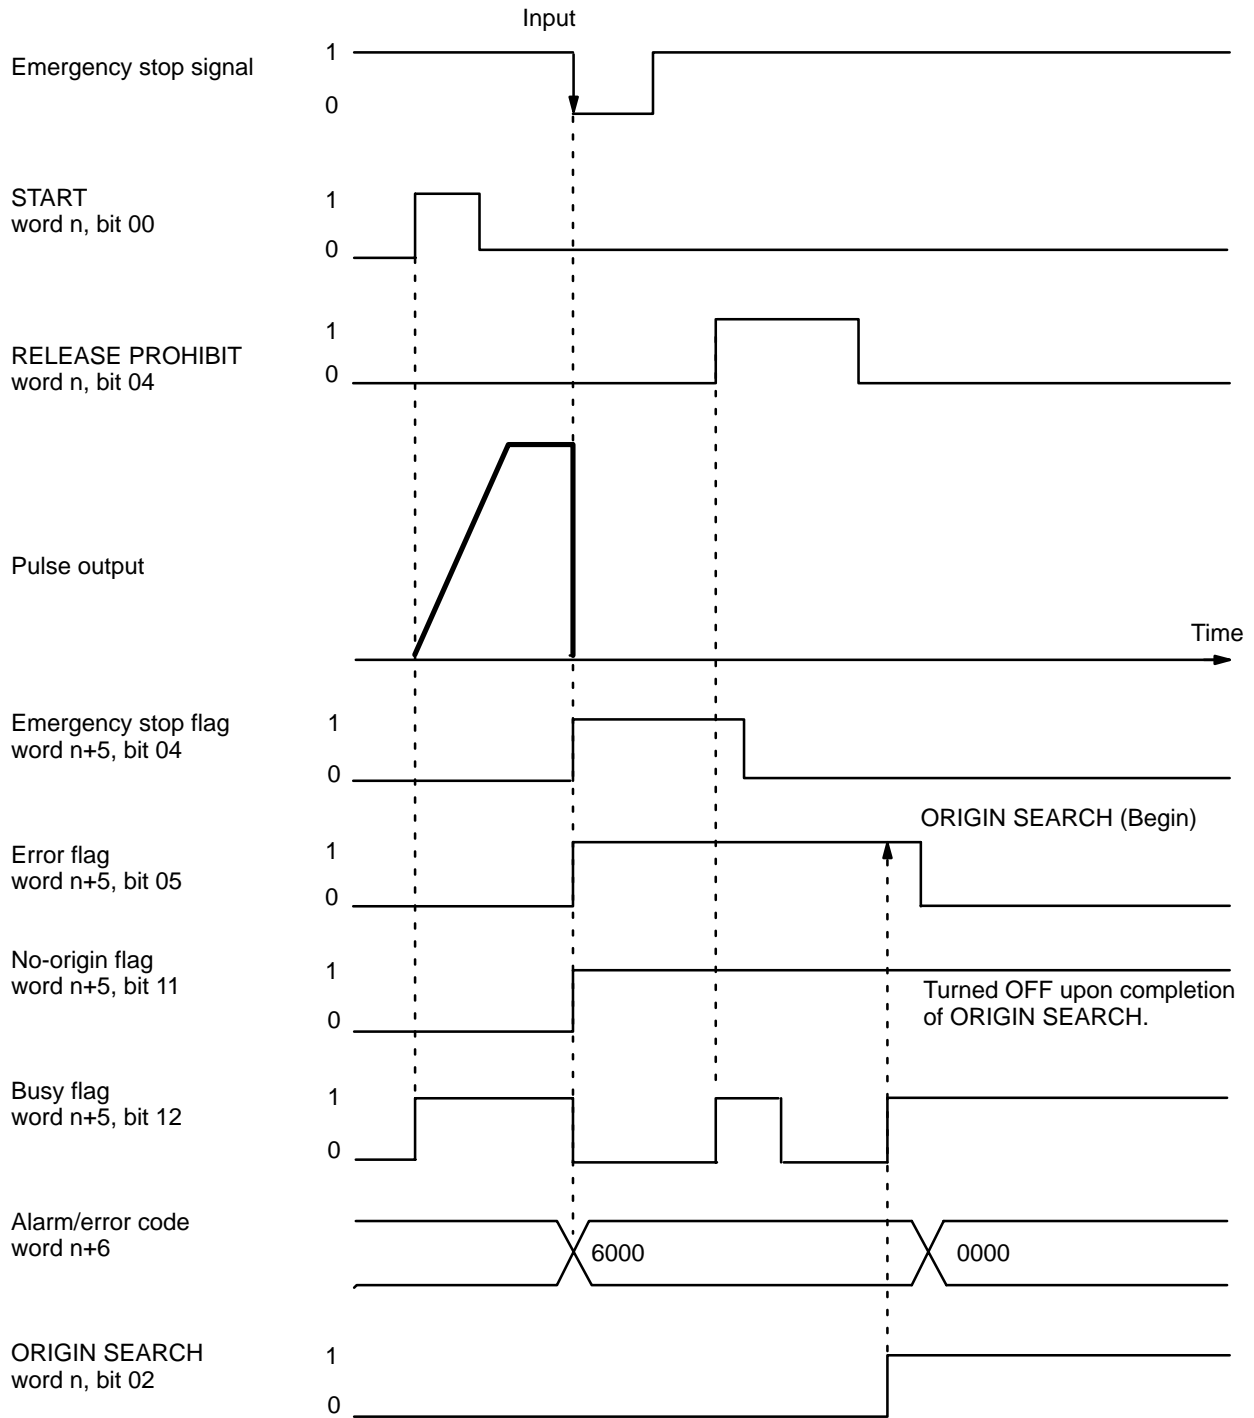 Input
Emergency stop signal
1
0
START
word n, bit 00
1
0
RELEASE PROHIBIT
word n, bit 04
1
0
Pulse output
Time
Emergency stop flag
word n+5, bit 04
1
0
ORIGIN SEARCH (Begin)
Error flag
word n+5, bit 05
1
0
No-origin flag
word n+5, bit 11
1
0
Turned OFF upon completion
of ORIGIN SEARCH.
Busy flag
word n+5, bit 12
1
0
Alarm/error code
word n+6
6000
0000
ORIGIN SEARCH
word n, bit 02
1
0